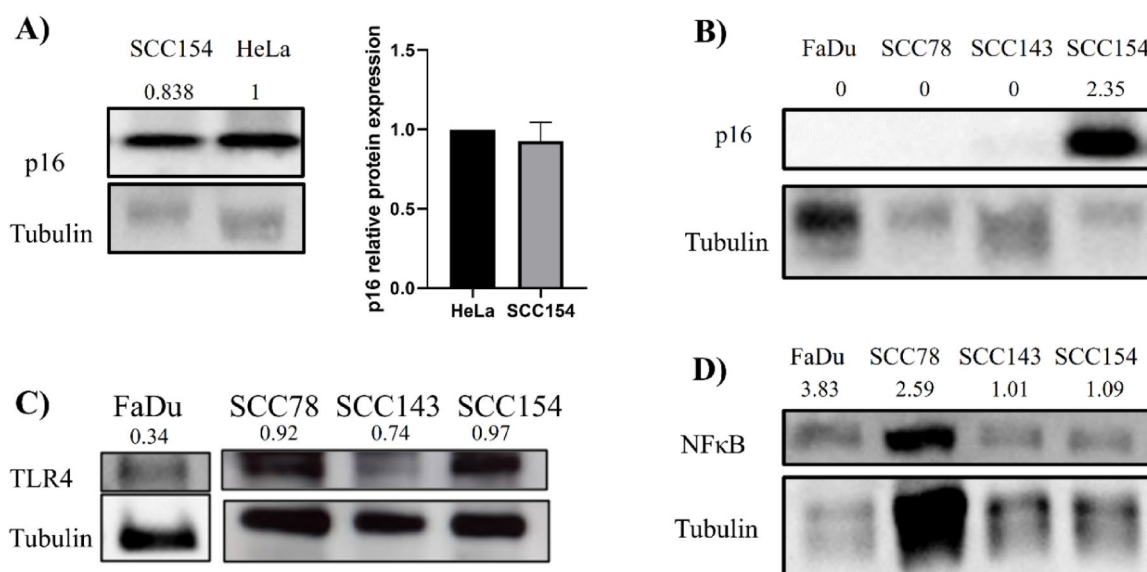 A)
SCC154 HeLa
0.838 1
p16
Tubulin
p16 relative protein expression
1.5
1.0
0.5
0.0
HeLa SCC154
B)
FaDu SCC78 SCC143 SCC154
0 0 0 2.35
p16
Tubulin
C)
FaDu SCC78 SCC143 SCC154
0.34 0.92 0.74 0.97
TLR4
Tubulin
D)
FaDu SCC78 SCC143 SCC154
3.83 2.59 1.01 1.09
NFκB
Tubulin